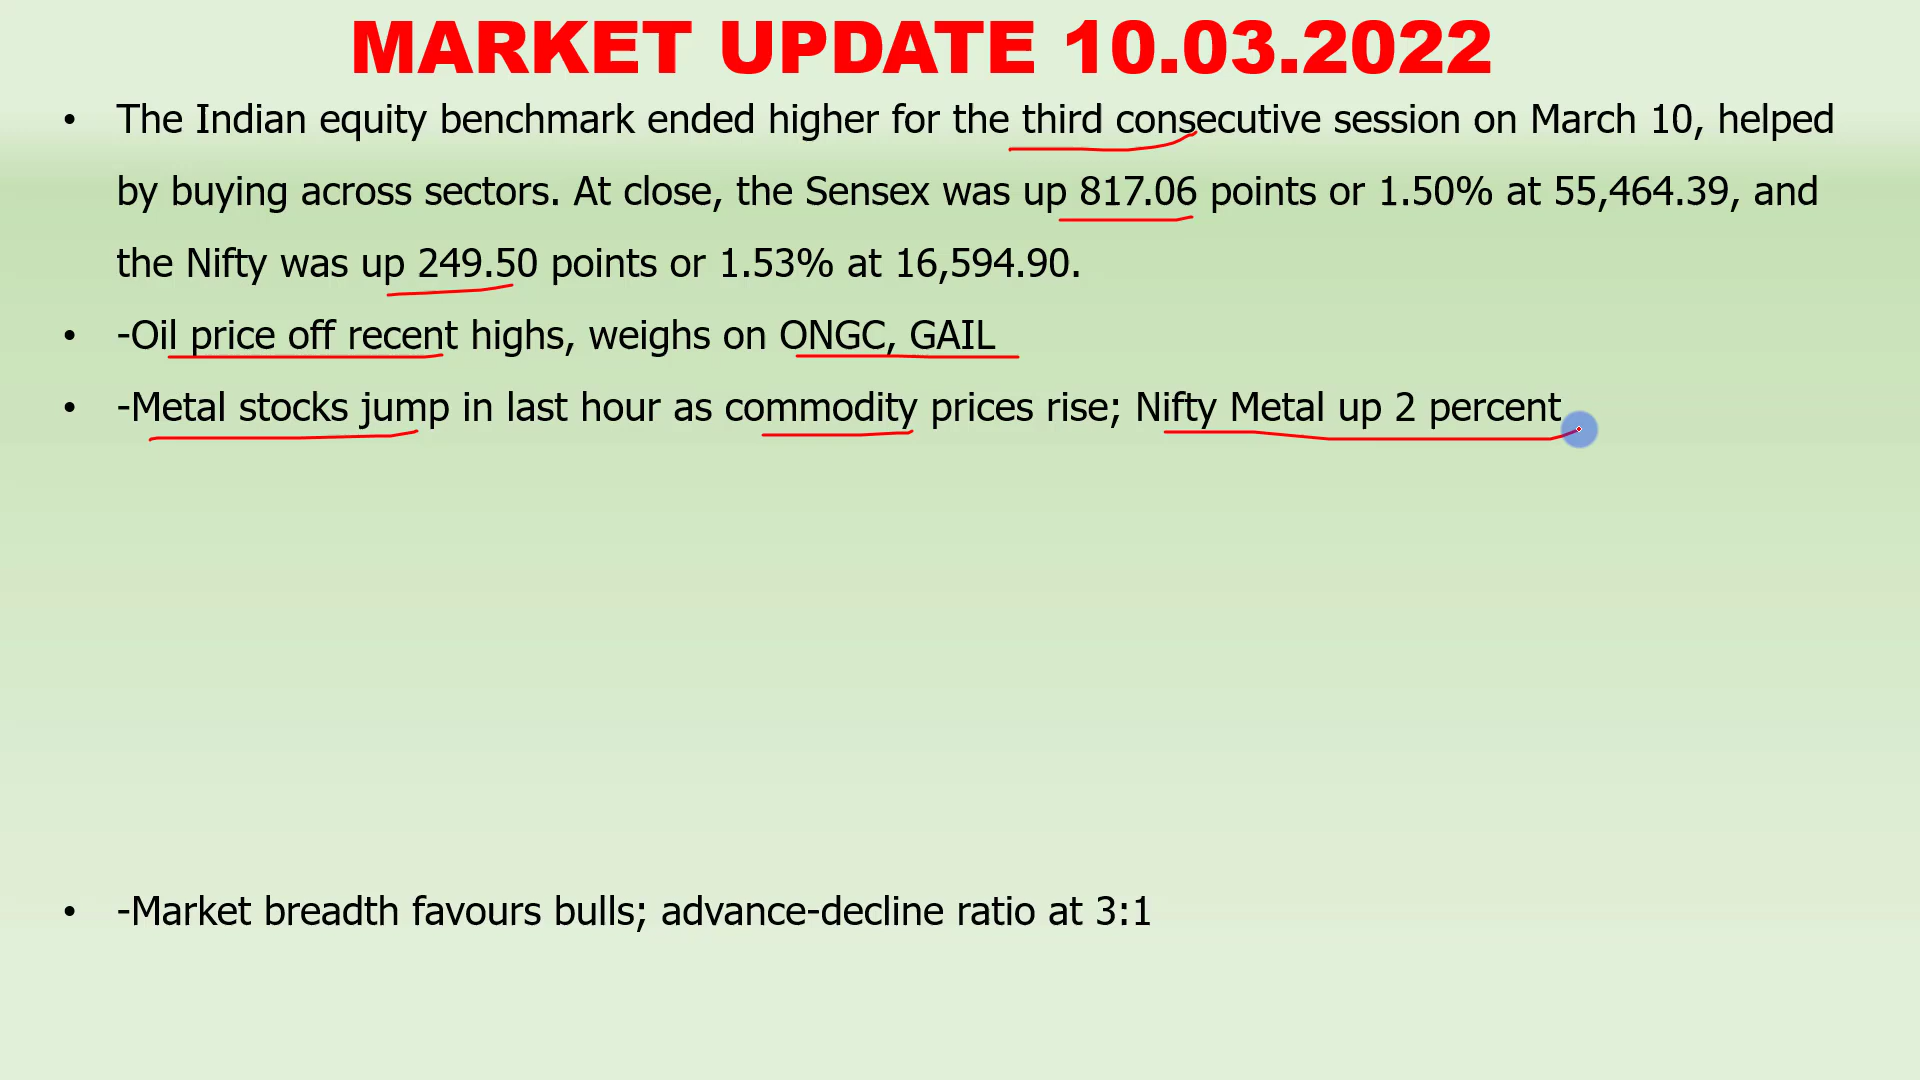 MARKET UPDATE 10.03.2022
• The Indian equity benchmark ended higher for the third consecutive session on March 10, helped
by buying across sectors. At close, the Sensex was up 817.06 points or 1.50% at 55,464.39, and
the Nifty was up 249.50 points or 1.53% at 16,594.90.
• -Oil price off recent highs, weighs on ONGC, GAIL
• -Metal stocks jump in last hour as commodity prices rise; Nifty Metal up 2 percent
• -Market breadth favours bulls; advance-decline ratio at 3:1